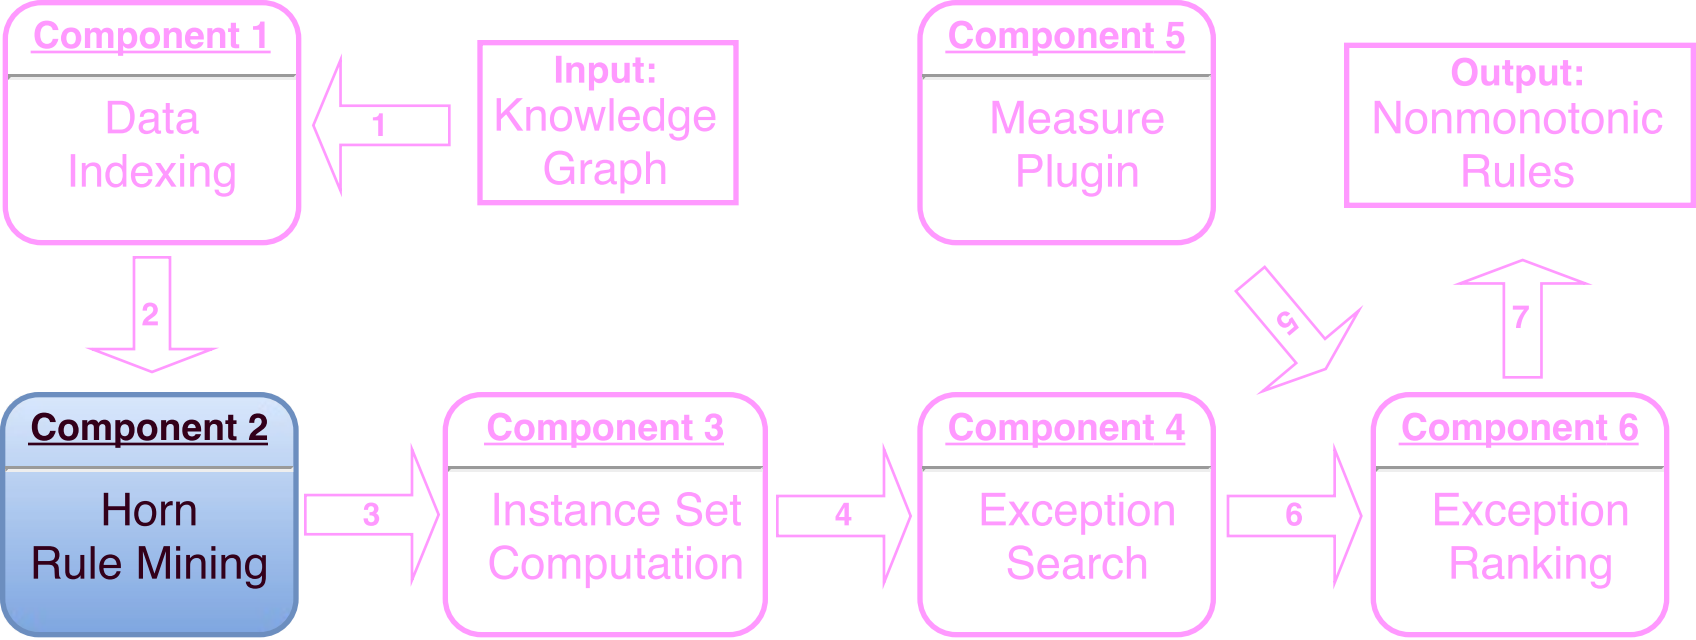 Component 1
Data
Indexing
1
Input:
Knowledge
Graph
Component 5
Measure
Plugin
Output:
Nonmonotonic
Rules
2
5
7
Component 2
Horn
Rule Mining
3
Component 3
Instance Set
Computation
4
Component 4
Exception
Search
6
Component 6
Exception
Ranking